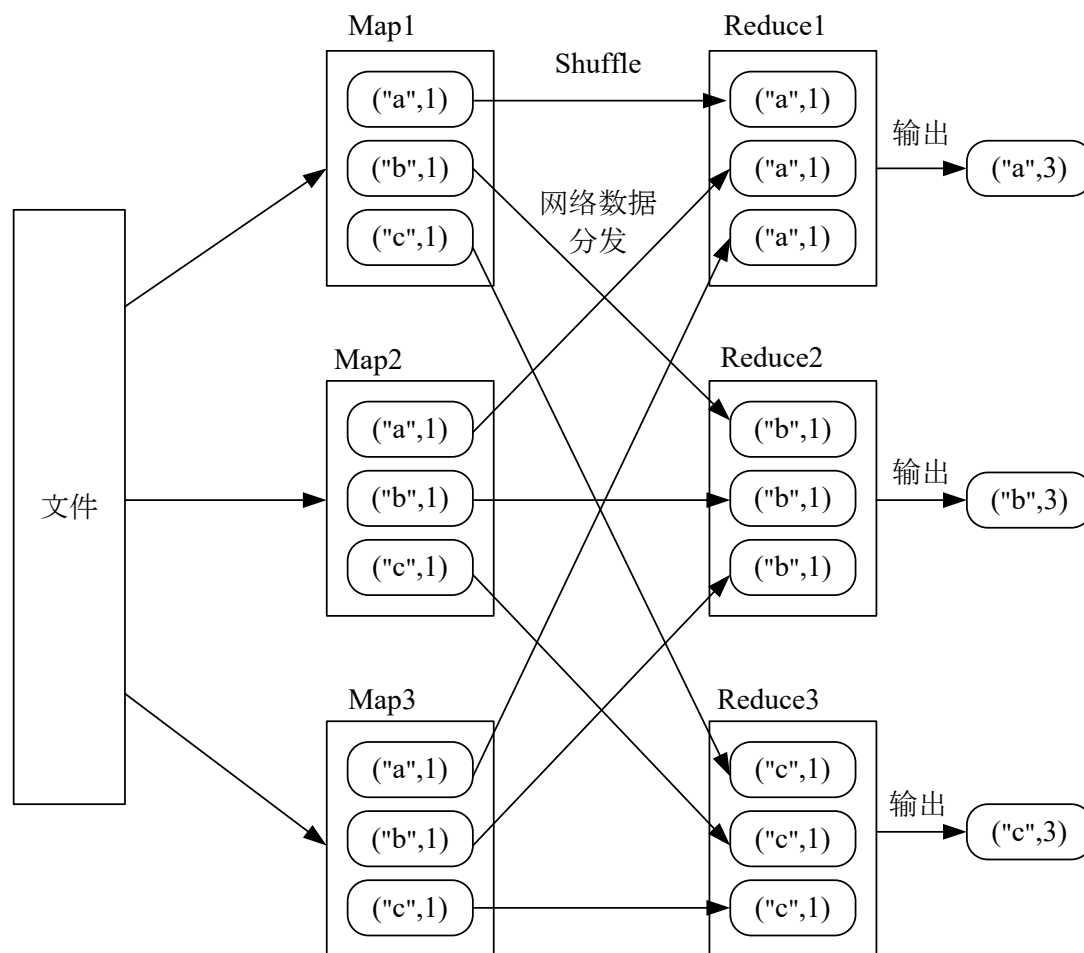 Map1
("a",1)
("b",1)
("c",1)
Shuffle
网络数据
分发
Reduce1
("a",1)
("a",1)
("a",1)
输出
("a",3)
文件
Map2
("a",1)
("b",1)
("c",1)
Reduce2
("b",1)
("b",1)
("b",1)
输出
("b",3)
Map3
("a",1)
("b",1)
("c",1)
Reduce3
("c",1)
("c",1)
("c",1)
输出
("c",3)